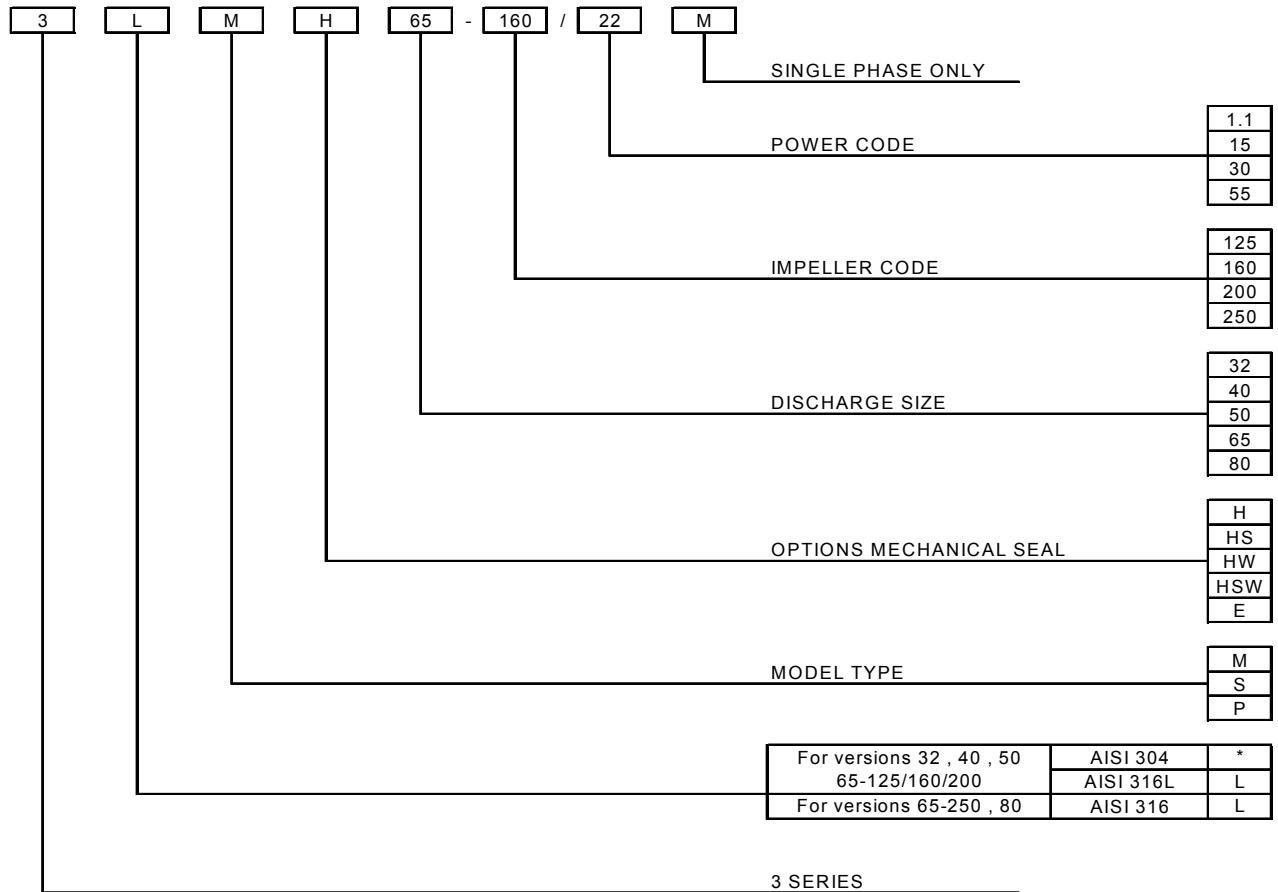 3 L M H 65 - 160 / 22 M
SINGLE PHASE ONLY
1.1
POWER CODE
15
30
55
125
IMPELLER CODE
160
200
250
32
40
DISCHARGE SIZE
50
65
80
H
HS
OPTIONS MECHANICAL SEAL
HW
HSW
E
M
MODEL TYPE
S
P
For versions 32 , 40 , 50 AISI 304 *
65-125/160/200 AISI 316L L
For versions 65-250 , 80 AISI 316 L
3 SERIES